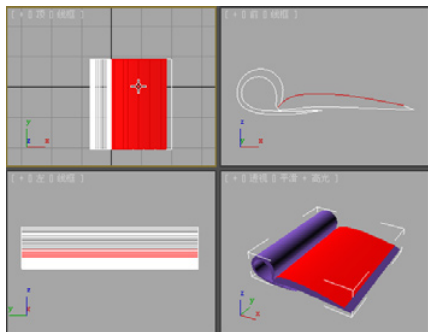 [ + 顶 线框 ]
[ + 前 线框 ]
y
x
z
x
[ + 左 线框 ]
[ + 透视 平滑 + 高光 ]
z
y
z
y
x